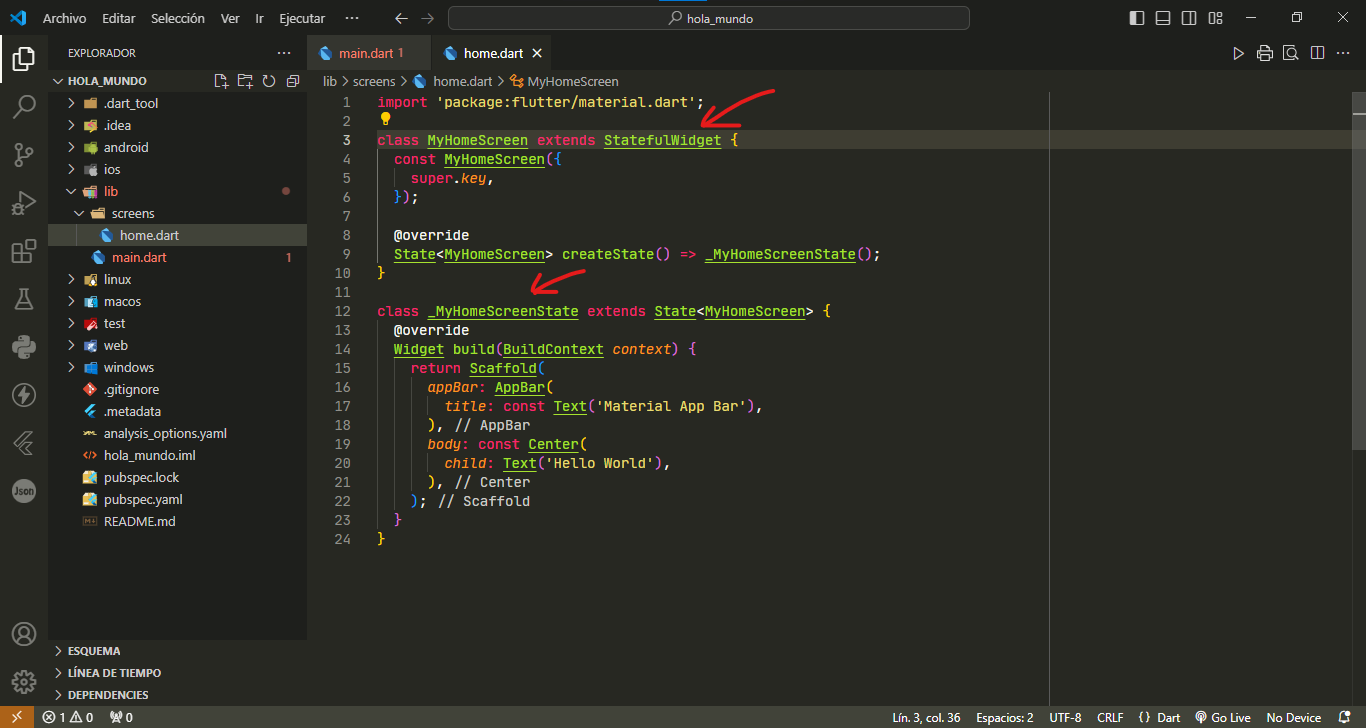 Archivo Editar Selección Ver Ir Ejecutar ··· hola_mundo
EXPLORADOR ···
HOLA_MUNDO
.dart_tool
.idea
android
ios
lib
screens
home.dart
main.dart 1
linux
macos
test
web
windows
.gitignore
.metadata
analysis_options.yaml
hola_mundo.iml
pubspec.lock
pubspec.yaml
README.md
ESQUEMA
LÍNEA DE TIEMPO
DEPENDENCIES
Json
main.dart 1 home.dart
lib > screens > home.dart > MyHomeScreen
1 import 'package:flutter/material.dart';
2
3 class MyHomeScreen extends StatefulWidget {
4 const MyHomeScreen({
5 super.key,
6 });
7
8 @override
9 State<MyHomeScreen> createState() => _MyHomeScreenState();
10 }
11
12 class _MyHomeScreenState extends State<MyHomeScreen> {
13 @override
14 Widget build(BuildContext context) {
15 return Scaffold(
16 appBar: AppBar(
17 title: const Text('Material App Bar'),
18 ), // AppBar
19 body: const Center(
20 child: Text('Hello World'),
21 ), // Center
22 ); // Scaffold
23 }
24 }
1 0 0 Lín. 3, col. 36 Espacios: 2 UTF-8 CRLF {} Dart Go Live No Device